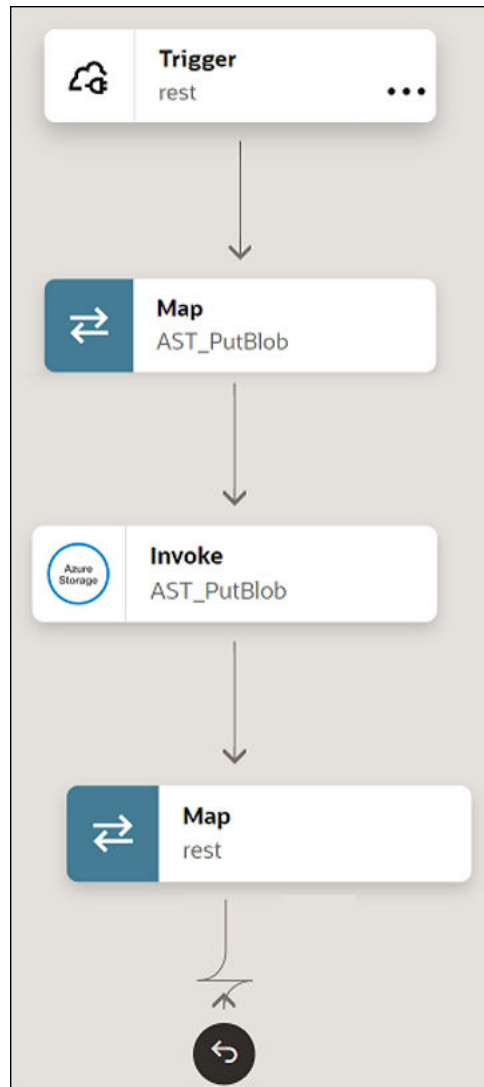 Trigger
rest
Map
AST_PutBlob
Azure
Storage
Invoke
AST_PutBlob
Map
rest